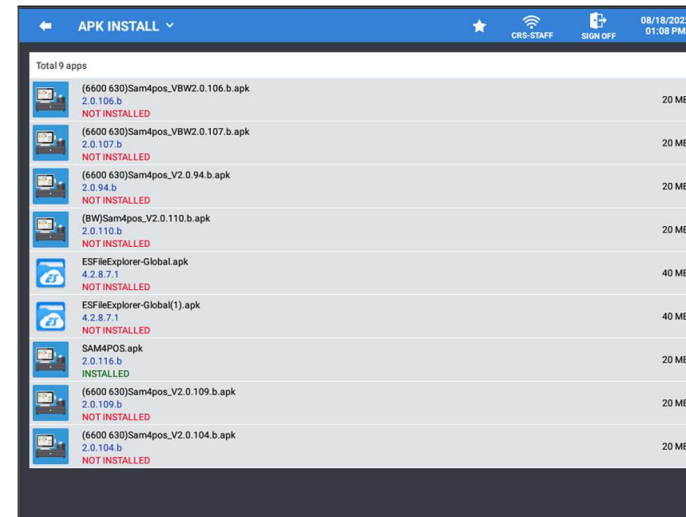 APK INSTALL
CRS-STAFF
SIGN OFF
08/18/202
01:08 PM
Total 9 apps
(6600 630)Sam4pos_VBW2.0.106.b.apk
2.0.106.b
20 MB
NOT INSTALLED
(6600 630)Sam4pos_VBW2.0.107.b.apk
2.0.107.b
20 MB
NOT INSTALLED
(6600 630)Sam4pos_V2.0.94.b.apk
2.0.94.b
20 MB
NOT INSTALLED
(BW)Sam4pos_V2.0.110.b.apk
2.0.110.b
20 MB
NOT INSTALLED
ESFileExplorer-Global.apk
4.2.8.7.1
40 MB
NOT INSTALLED
ESFileExplorer-Global(1).apk
4.2.8.7.1
40 MB
NOT INSTALLED
SAM4POS.apk
2.0.116.b
20 MB
INSTALLED
(6600 630)Sam4pos_V2.0.109.b.apk
2.0.109.b
20 MB
NOT INSTALLED
(6600 630)Sam4pos_V2.0.104.b.apk
2.0.104.b
20 MB
NOT INSTALLED